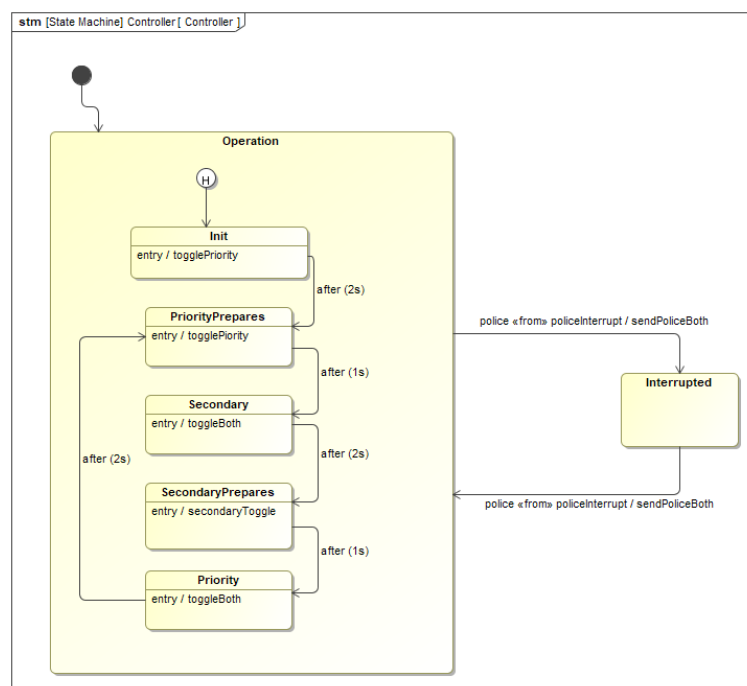 stm [State Machine] Controller [ Controller ]
Operation
H
Init
entry / togglePriority
after (2s)
PriorityPrepares
entry / togglePiority
after (1s)
Secondary
entry / toggleBoth
after (2s)
after (2s)
SecondaryPrepares
entry / secondaryToggle
after (1s)
Priority
entry / toggleBoth
police «from» policeInterrupt / sendPoliceBoth
Interrupted
police «from» policeInterrupt / sendPoliceBoth